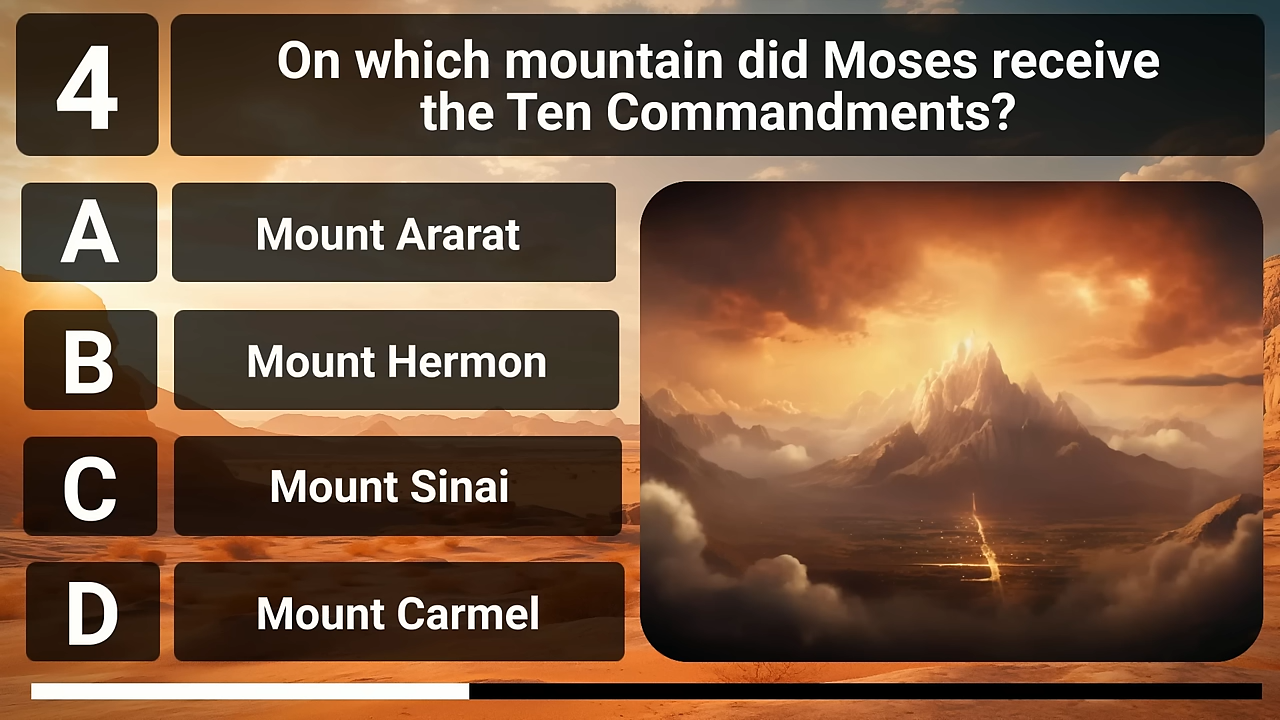 4
On which mountain did Moses receive
the Ten Commandments?
A
Mount Ararat
B
Mount Hermon
C
Mount Sinai
D
Mount Carmel